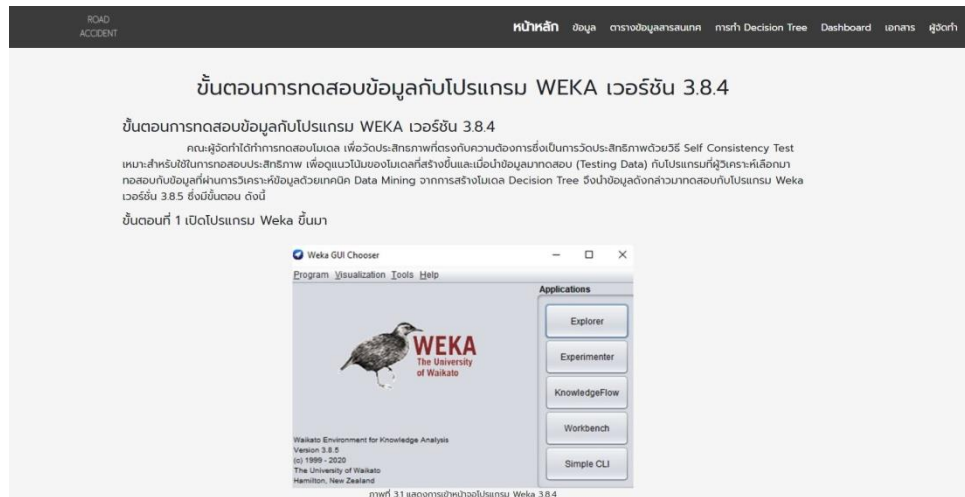 ROAD
ACCIDENT
หน้าหลัก ข้อมูล ตารางข้อมูลสารสนเทศ การทำ Decision Tree Dashboard เอกสาร ผู้จัดทำ
ขั้นตอนการทดสอบข้อมูลกับโปรแกรม WEKA เวอร์ชัน 3.8.4
ขั้นตอนการทดสอบข้อมูลกับโปรแกรม WEKA เวอร์ชัน 3.8.4
คณะผู้จัดทำได้ทำการทดสอบโมเดล เพื่อวัดประสิทธิภาพที่ตรงกับความต้องการซึ่งเป็นการวัดประสิทธิภาพด้วยวิธี Self Consistency Test
เหมาะสำหรับใช้ในการทดสอบประสิทธิภาพ เพื่อดูแนวโน้มของโมเดลที่สร้างขึ้นและเมื่อนำข้อมูลมาทดสอบ (Testing Data) กับโปรแกรมที่ผู้วิเคราะห์เลือกมา
ทดสอบกับข้อมูลที่ผ่านการวิเคราะห์ข้อมูลด้วยเทคนิค Data Mining จากการสร้างโมเดล Decision Tree จึงนำข้อมูลดังกล่าวมาทดสอบกับโปรแกรม Weka
เวอร์ชั่น 3.8.5 ซึ่งมีขั้นตอน ดังนี้
ขั้นตอนที่ 1 เปิดโปรแกรม Weka ขึ้นมา
Weka GUI Chooser
Program Visualization Tools Help
Applications
Explorer
Experimenter
KnowledgeFlow
Workbench
Simple CLI
WEKA
The University
of Waikato
Waikato Environment for Knowledge Analysis
Version 3.8.5
(c) 1999 - 2020
The University of Waikato
Hamilton, New Zealand
ภาพที่ 3.1 แสดงการเข้าหน้าจอโปรแกรม Weka 3.8.4